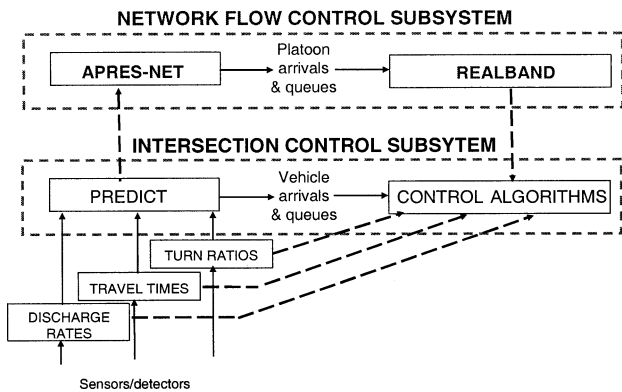 NETWORK FLOW CONTROL SUBSYSTEM
APRES-NET
Platoon
arrivals
& queues
REALBAND
INTERSECTION CONTROL SUBSYTEM
PREDICT
Vehicle
arrivals
& queues
CONTROL ALGORITHMS
TURN RATIOS
TRAVEL TIMES
DISCHARGE
RATES
Sensors/detectors